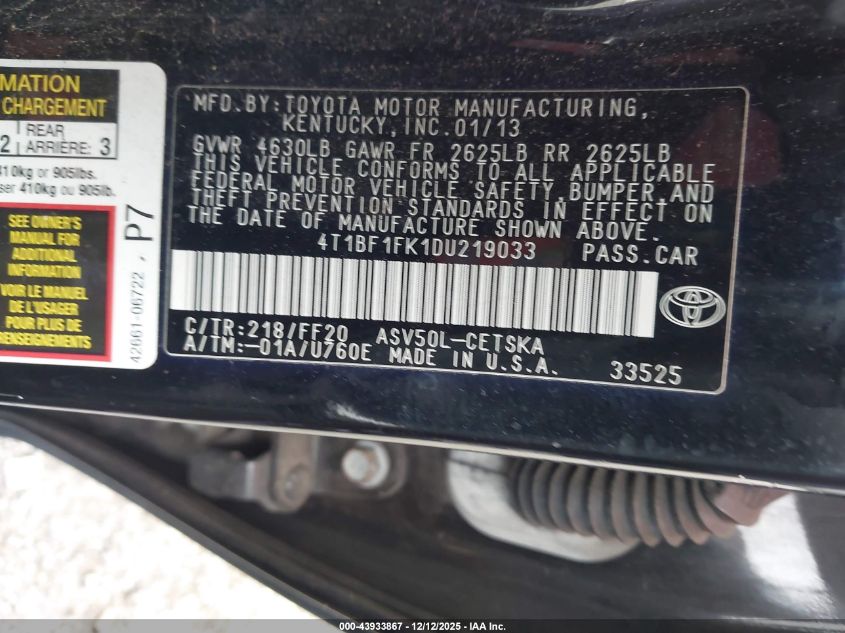 MATION
CHARGEMENT
2 REAR ARRIÈRE: 3
410kg or 905lbs.
ser 410kg ou 905lb.
SEE OWNER'S
MANUAL FOR
ADDITIONAL
INFORMATION
VOIR LE MANUEL
DE L'USAGER
POUR PLUS DE
RENSEIGNEMENTS
42661-06722, P7
MFD. BY: TOYOTA MOTOR MANUFACTURING,
KENTUCKY, INC. 01/13
GVWR 4630LB GAWR FR 2625LB RR 2625LB
THIS VEHICLE CONFORMS TO ALL APPLICABLE
FEDERAL MOTOR VEHICLE SAFETY, BUMPER, AND
THEFT PREVENTION STANDARDS IN EFFECT ON
THE DATE OF MANUFACTURE SHOWN ABOVE.
4T1BF1FK1DU219033 PASS. CAR
C/TR: 218/FF20 ASV50L-CETSKA
A/TM: -01A/U760E MADE IN U.S.A.
33525
000-43933867 - 12/12/2025 - IAA Inc.